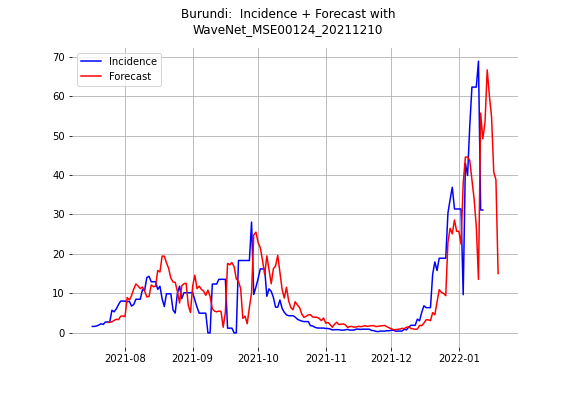 Burundi:  Incidence + Forecast with
WaveNet_MSE00124_20211210
Incidence
Forecast
70
60
50
40
30
20
10
0
2021-08 2021-09 2021-10 2021-11 2021-12 2022-01